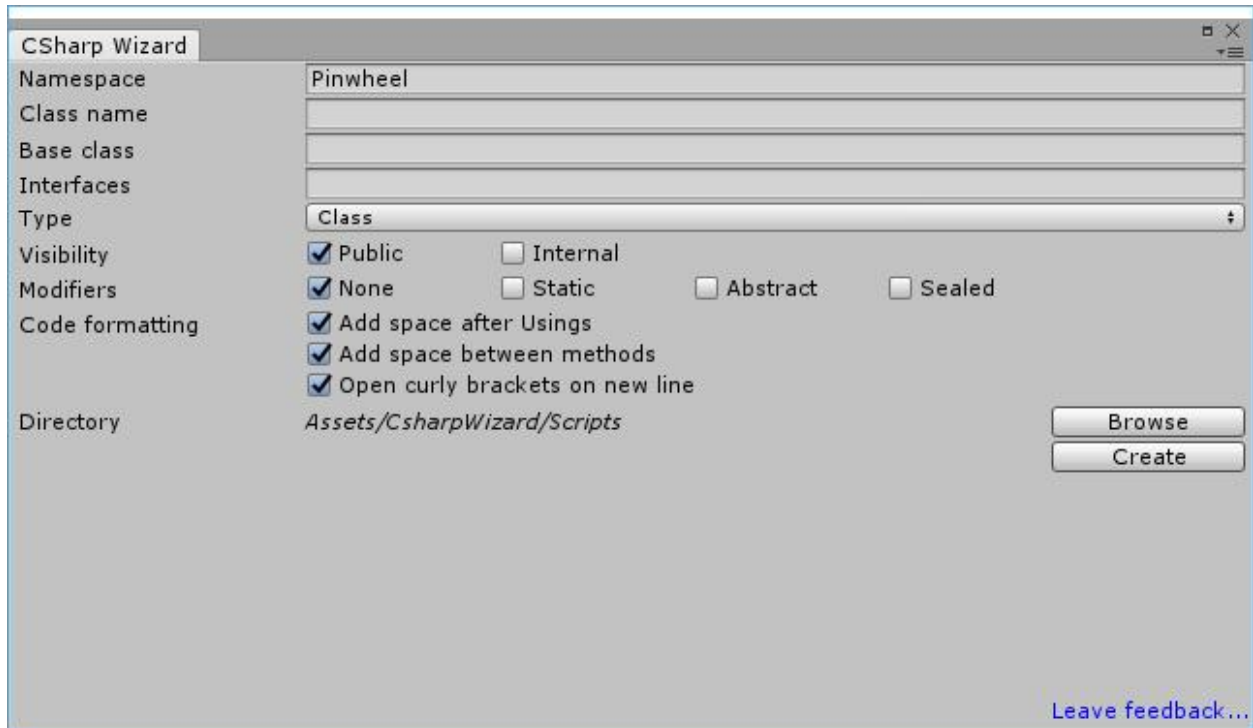 CSharp Wizard
Namespace Pinwheel
Class name
Base class
Interfaces
Type Class
Visibility Public Internal
Modifiers None Static Abstract Sealed
Code formatting Add space after Usings
Add space between methods
Open curly brackets on new line
Directory Assets/CsharpWizard/Scripts Browse
Create
Leave feedback...